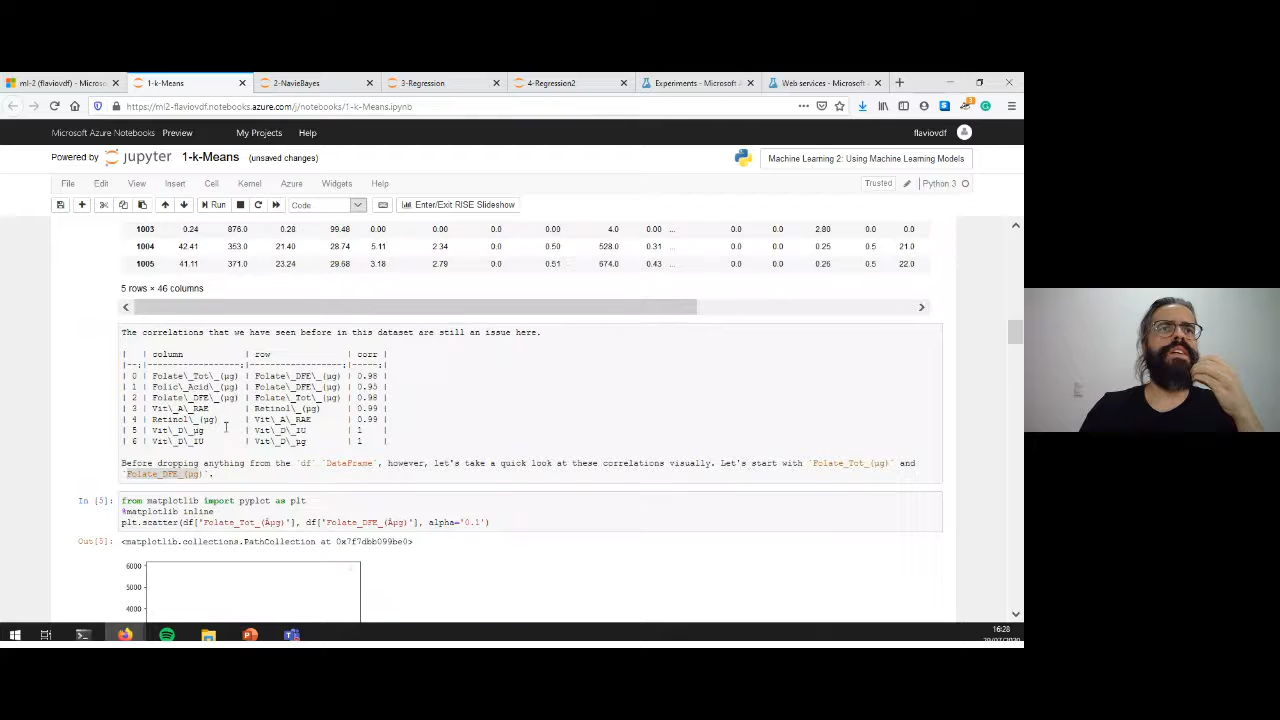 ml-2 (flaviovdf) - Microso
1-k-Means
2-NavieBayes
3-Regression
4-Regression2
Experiments - Microsoft A
Web services - Microsoft
https://ml2-flaviovdf.notebooks.azure.com/j/notebooks/1-k-Means.ipynb
3
Microsoft Azure Notebooks Preview My Projects Help flaviovdf
Powered by jupyter 1-k-Means (unsaved changes) Machine Learning 2: Using Machine Learning Models
File Edit View Insert Cell Kernel Azure Widgets Help Trusted Python 3
Run Code Enter/Exit RISE Slideshow
1003 0.24 876.0 0.28 99.48 0.00 0.00 0.0 0.00 4.0 0.00 ... 0.0 0.0 2.80 0.0 0.0
1004 42.41 353.0 21.40 28.74 5.11 2.34 0.0 0.50 528.0 0.31 ... 0.0 0.0 0.25 0.5 21.0
1005 41.11 371.0 23.24 29.68 3.18 2.79 0.0 0.51 674.0 0.43 ... 0.0 0.0 0.26 0.5 22.0
5 rows × 46 columns
The correlations that we have seen before in this dataset are still an issue here.
| | column | row | corr |
|--:|------------------:|------------------:|-----:|
| 0 | Folate\_Tot\_(µg) | Folate\_DFE\_(µg) | 0.98 |
| 1 | Folic\_Acid\_(µg) | Folate\_DFE\_(µg) | 0.95 |
| 2 | Folate\_DFE\_(µg) | Folate\_Tot\_(µg) | 0.98 |
| 3 | Vit\_A\_RAE | Retinol\_(µg) | 0.99 |
| 4 | Retinol\_(µg) | Vit\_A\_RAE | 0.99 |
| 5 | Vit\_D\_µg | Vit\_D\_IU | 1 |
| 6 | Vit\_D\_IU | Vit\_D\_µg | 1 |
Before dropping anything from the `df` `DataFrame`, however, let's take a quick look at these correlations visually. Let's start with `Folate_Tot_(µg)` and
`Folate_DFE_(µg)`.
In [5]: from matplotlib import pyplot as plt
%matplotlib inline
plt.scatter(df['Folate_Tot_(Âµg)'], df['Folate_DFE_(Âµg)'], alpha='0.1')
Out[5]: <matplotlib.collections.PathCollection at 0x7f7dbb099be0>
6000
5000
4000
16:28